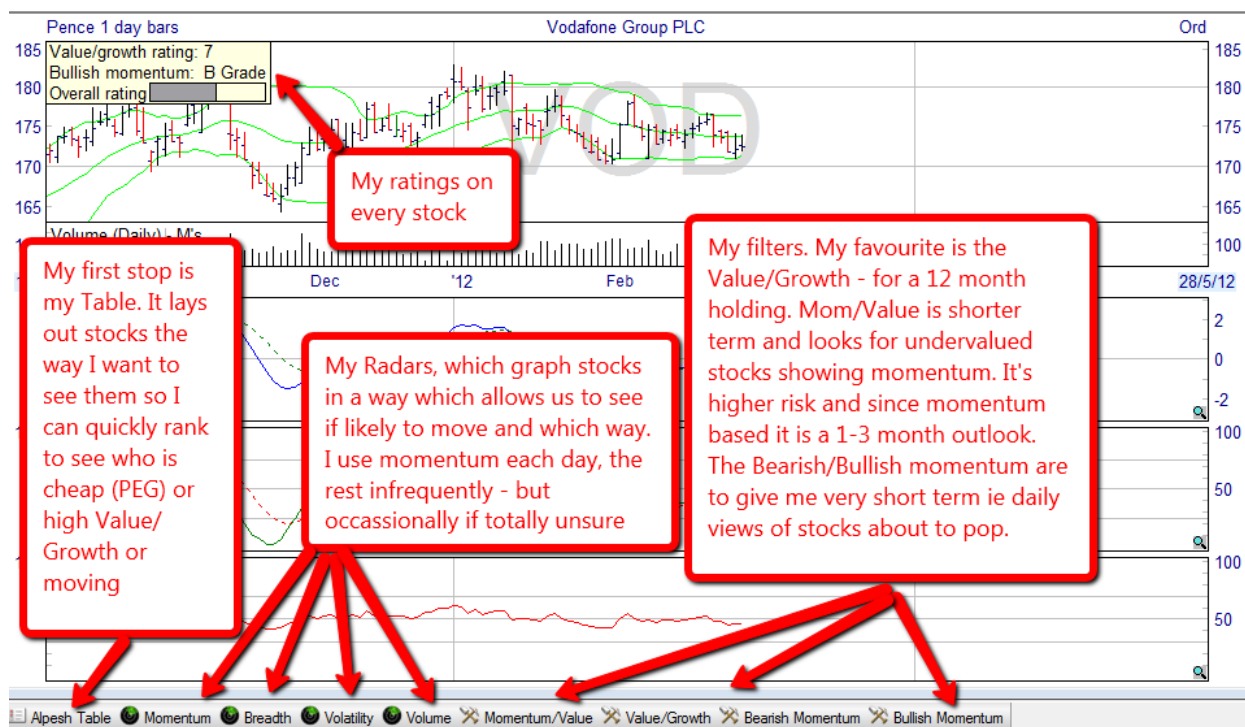 Pence 1 day bars Vodafone Group PLC Ord
185 185
Value/growth rating: 7
Bullish momentum: B Grade
Overall rating
180 180
175 175
170 170
165 165
VOD
My ratings on
every stock
Volume (Daily) - M's
100
Dec '12 Feb 28/5/12
2
0
-2
100
50
100
50
My first stop is
my Table. It lays
out stocks the
way I want to
see them so I
can quickly rank
to see who is
cheap (PEG) or
high Value/
Growth or
moving
My Radars, which graph stocks
in a way which allows us to see
if likely to move and which way.
I use momentum each day, the
rest infrequently - but
occassionally if totally unsure
My filters. My favourite is the
Value/Growth - for a 12 month
holding. Mom/Value is shorter
term and looks for undervalued
stocks showing momentum. It's
higher risk and since momentum
based it is a 1-3 month outlook.
The Bearish/Bullish momentum are
to give me very short term ie daily
views of stocks about to pop.
Alpesh Table Momentum Breadth Volatility Volume Momentum/Value Value/Growth Bearish Momentum Bullish Momentum